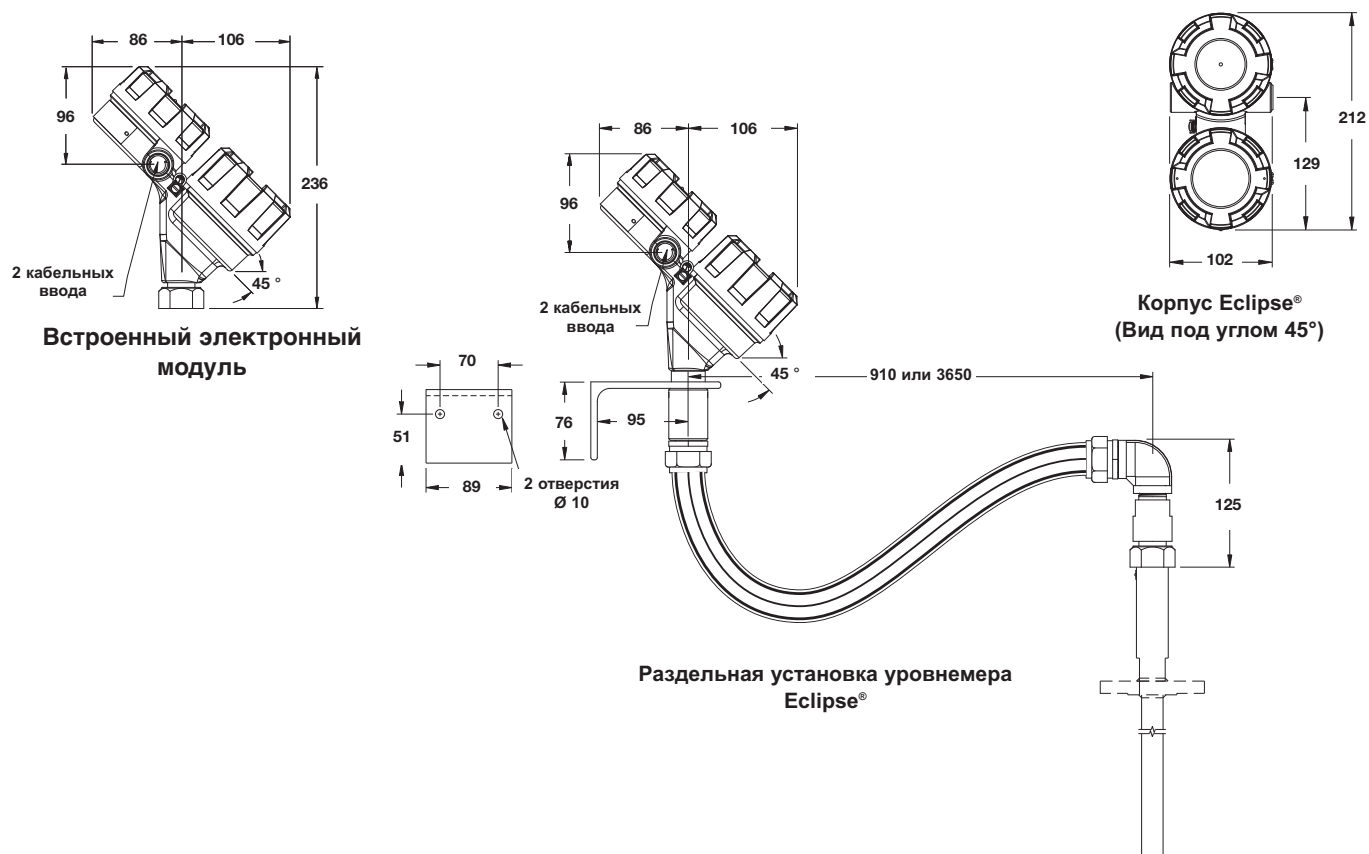 86
106
96
236
45 °
2 кабельных
ввода
Встроенный электронный
модуль
86
106
96
2 кабельных
ввода
45 °
910 или 3650
70
51
89
2 отверстия
Ø 10
76
95
125
Раздельная установка уровнемера
Eclipse®
212
129
102
Корпус Eclipse®
(Вид под углом 45°)